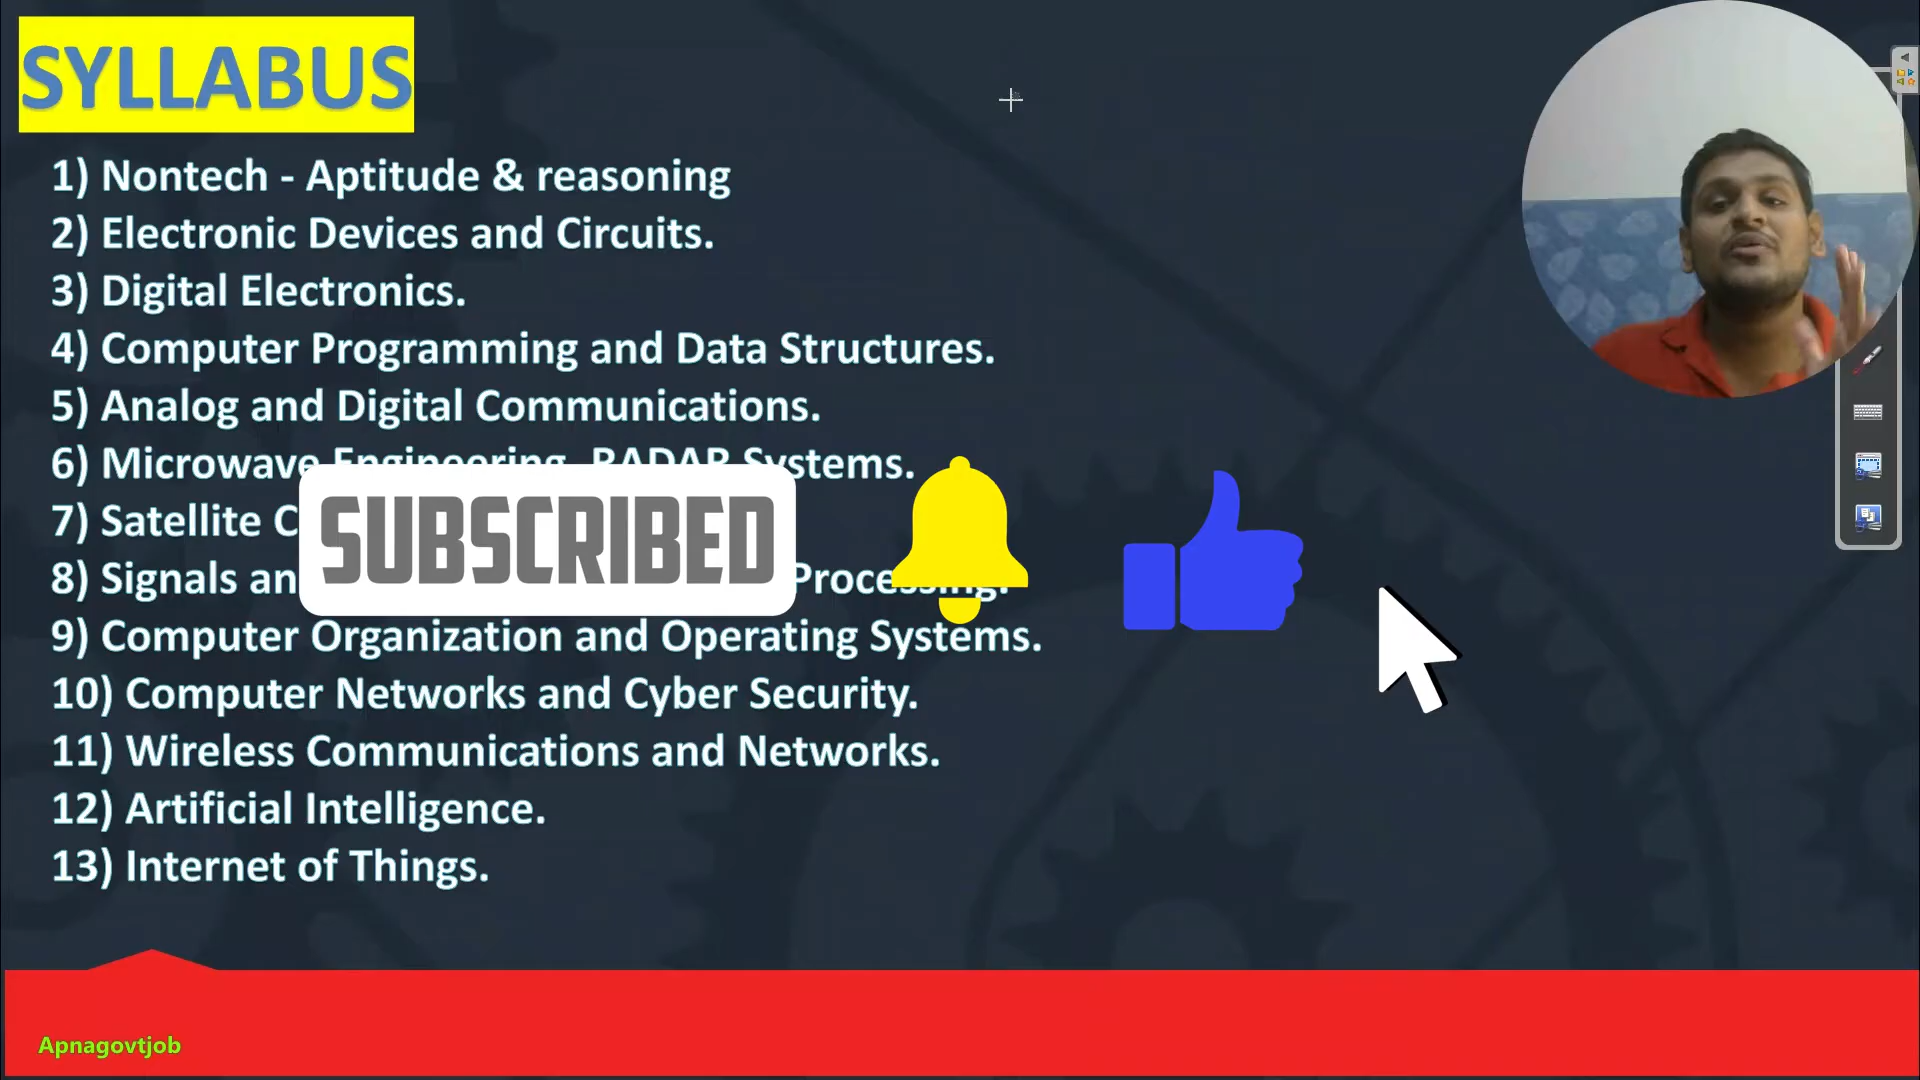 SYLLABUS
1) Nontech - Aptitude & reasoning
2) Electronic Devices and Circuits.
3) Digital Electronics.
4) Computer Programming and Data Structures.
5) Analog and Digital Communications.
6) Microwave Engineering, RADAR Systems.
7) Satellite
SUBSCRIBED
8) Signals Processing.
9) Computer Organization and Operating Systems.
10) Computer Networks and Cyber Security.
11) Wireless Communications and Networks.
12) Artificial Intelligence.
13) Internet of Things.
Apnagovtjob